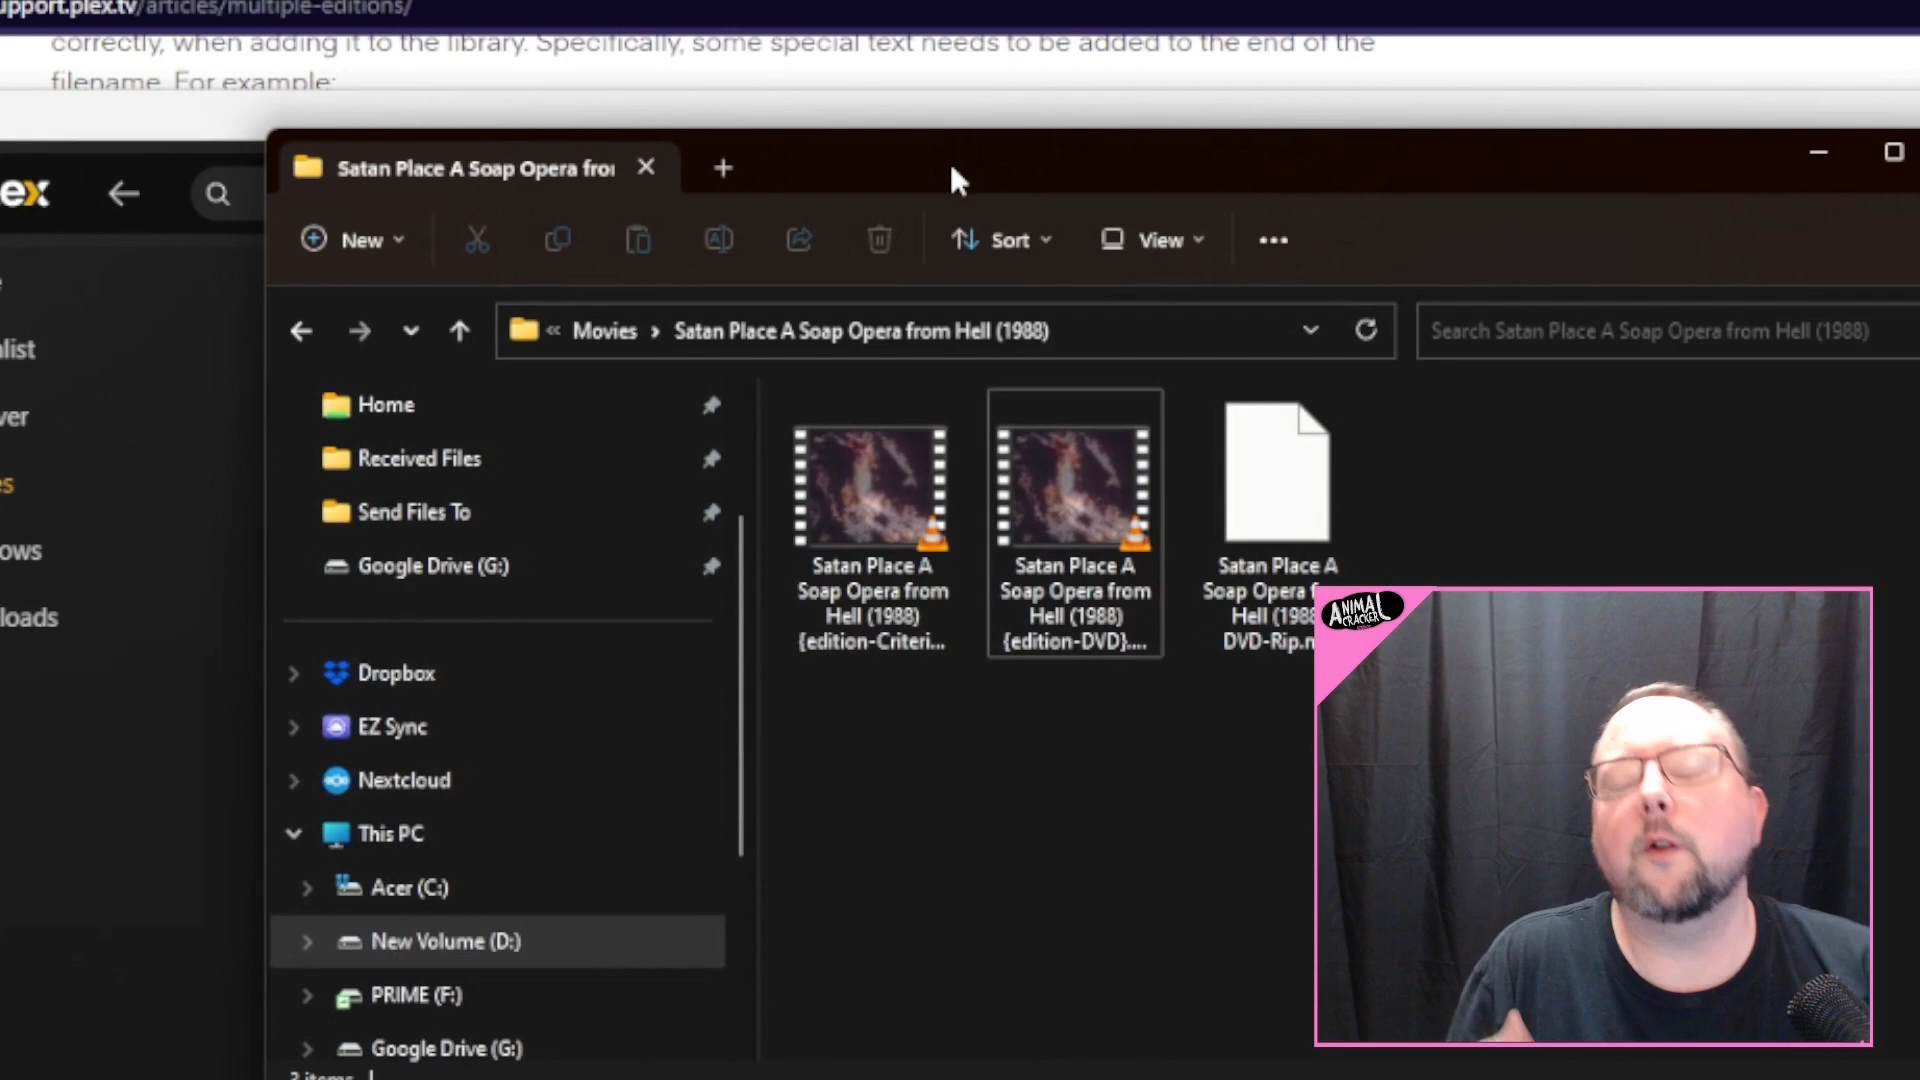 upport.plex.tv/articles/multiple-editions/
correctly, when adding it to the library. Specifically, some special text needs to be added to the end of the
filename. For example:
ex
Satan Place A Soap Opera from
New
Sort
View
Movies
Satan Place A Soap Opera from Hell (1988)
Search Satan Place A Soap Opera from Hell (1988)
list
ver
s
ows
loads
Home
Received Files
Send Files To
Google Drive (G:)
Dropbox
EZ Sync
Nextcloud
This PC
Acer (C:)
New Volume (D:)
PRIME (F:)
Google Drive (G:)
3 items
Satan Place A
Soap Opera from
Hell (1988)
{edition-Criteri...
Satan Place A
Soap Opera from
Hell (1988)
{edition-DVD}....
Satan Place A
Soap Opera f
Hell (1988
DVD-Rip.n
ANIMAL
CRACKER